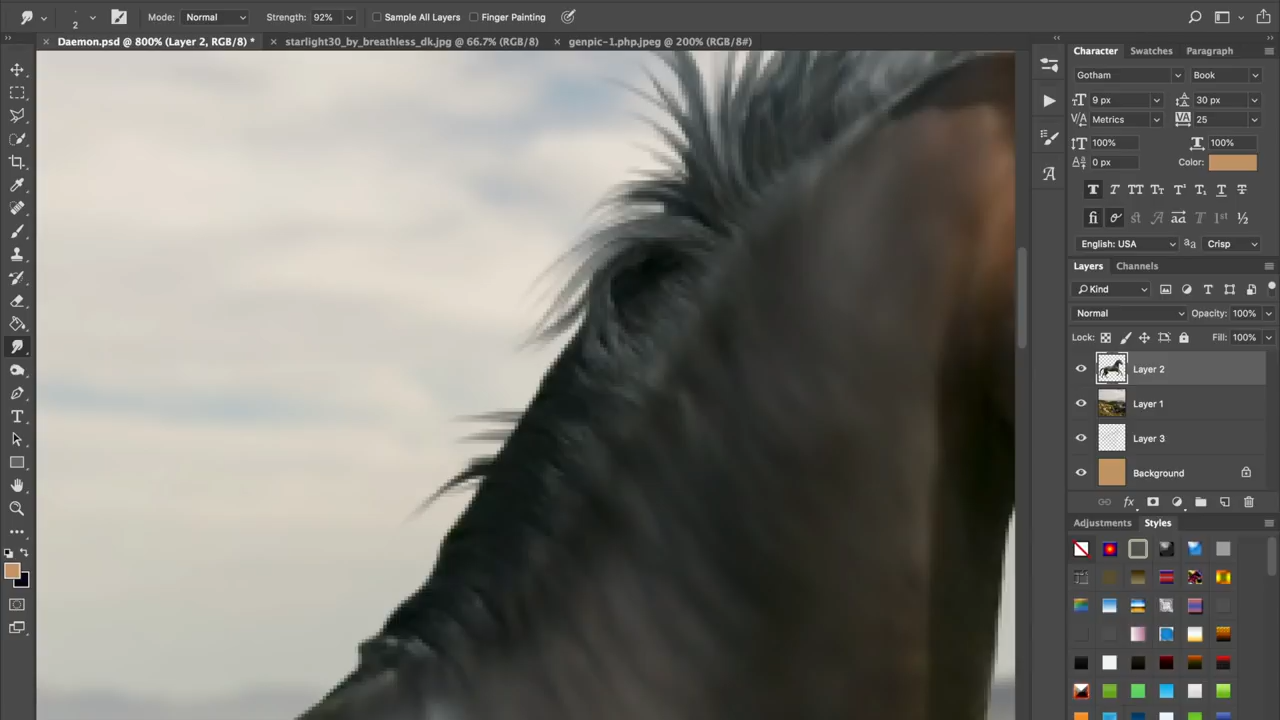 2
Mode: Normal
Strength: 92%
Sample All Layers
Finger Painting
Daemon.psd @ 800% (Layer 2, RGB/8) *
starlight30_by_breathless_dk.jpg @ 66.7% (RGB/8)
genpic-1.php.jpeg @ 200% (RGB/8#)
Character
Swatches
Paragraph
Gotham
Book
9 px
30 px
Metrics
25
100%
100%
0 px
Color:
English: USA
Crisp
Layers
Channels
Kind
Normal
Opacity: 100%
Lock:
Fill: 100%
Layer 2
Layer 1
Layer 3
Background
Adjustments
Styles